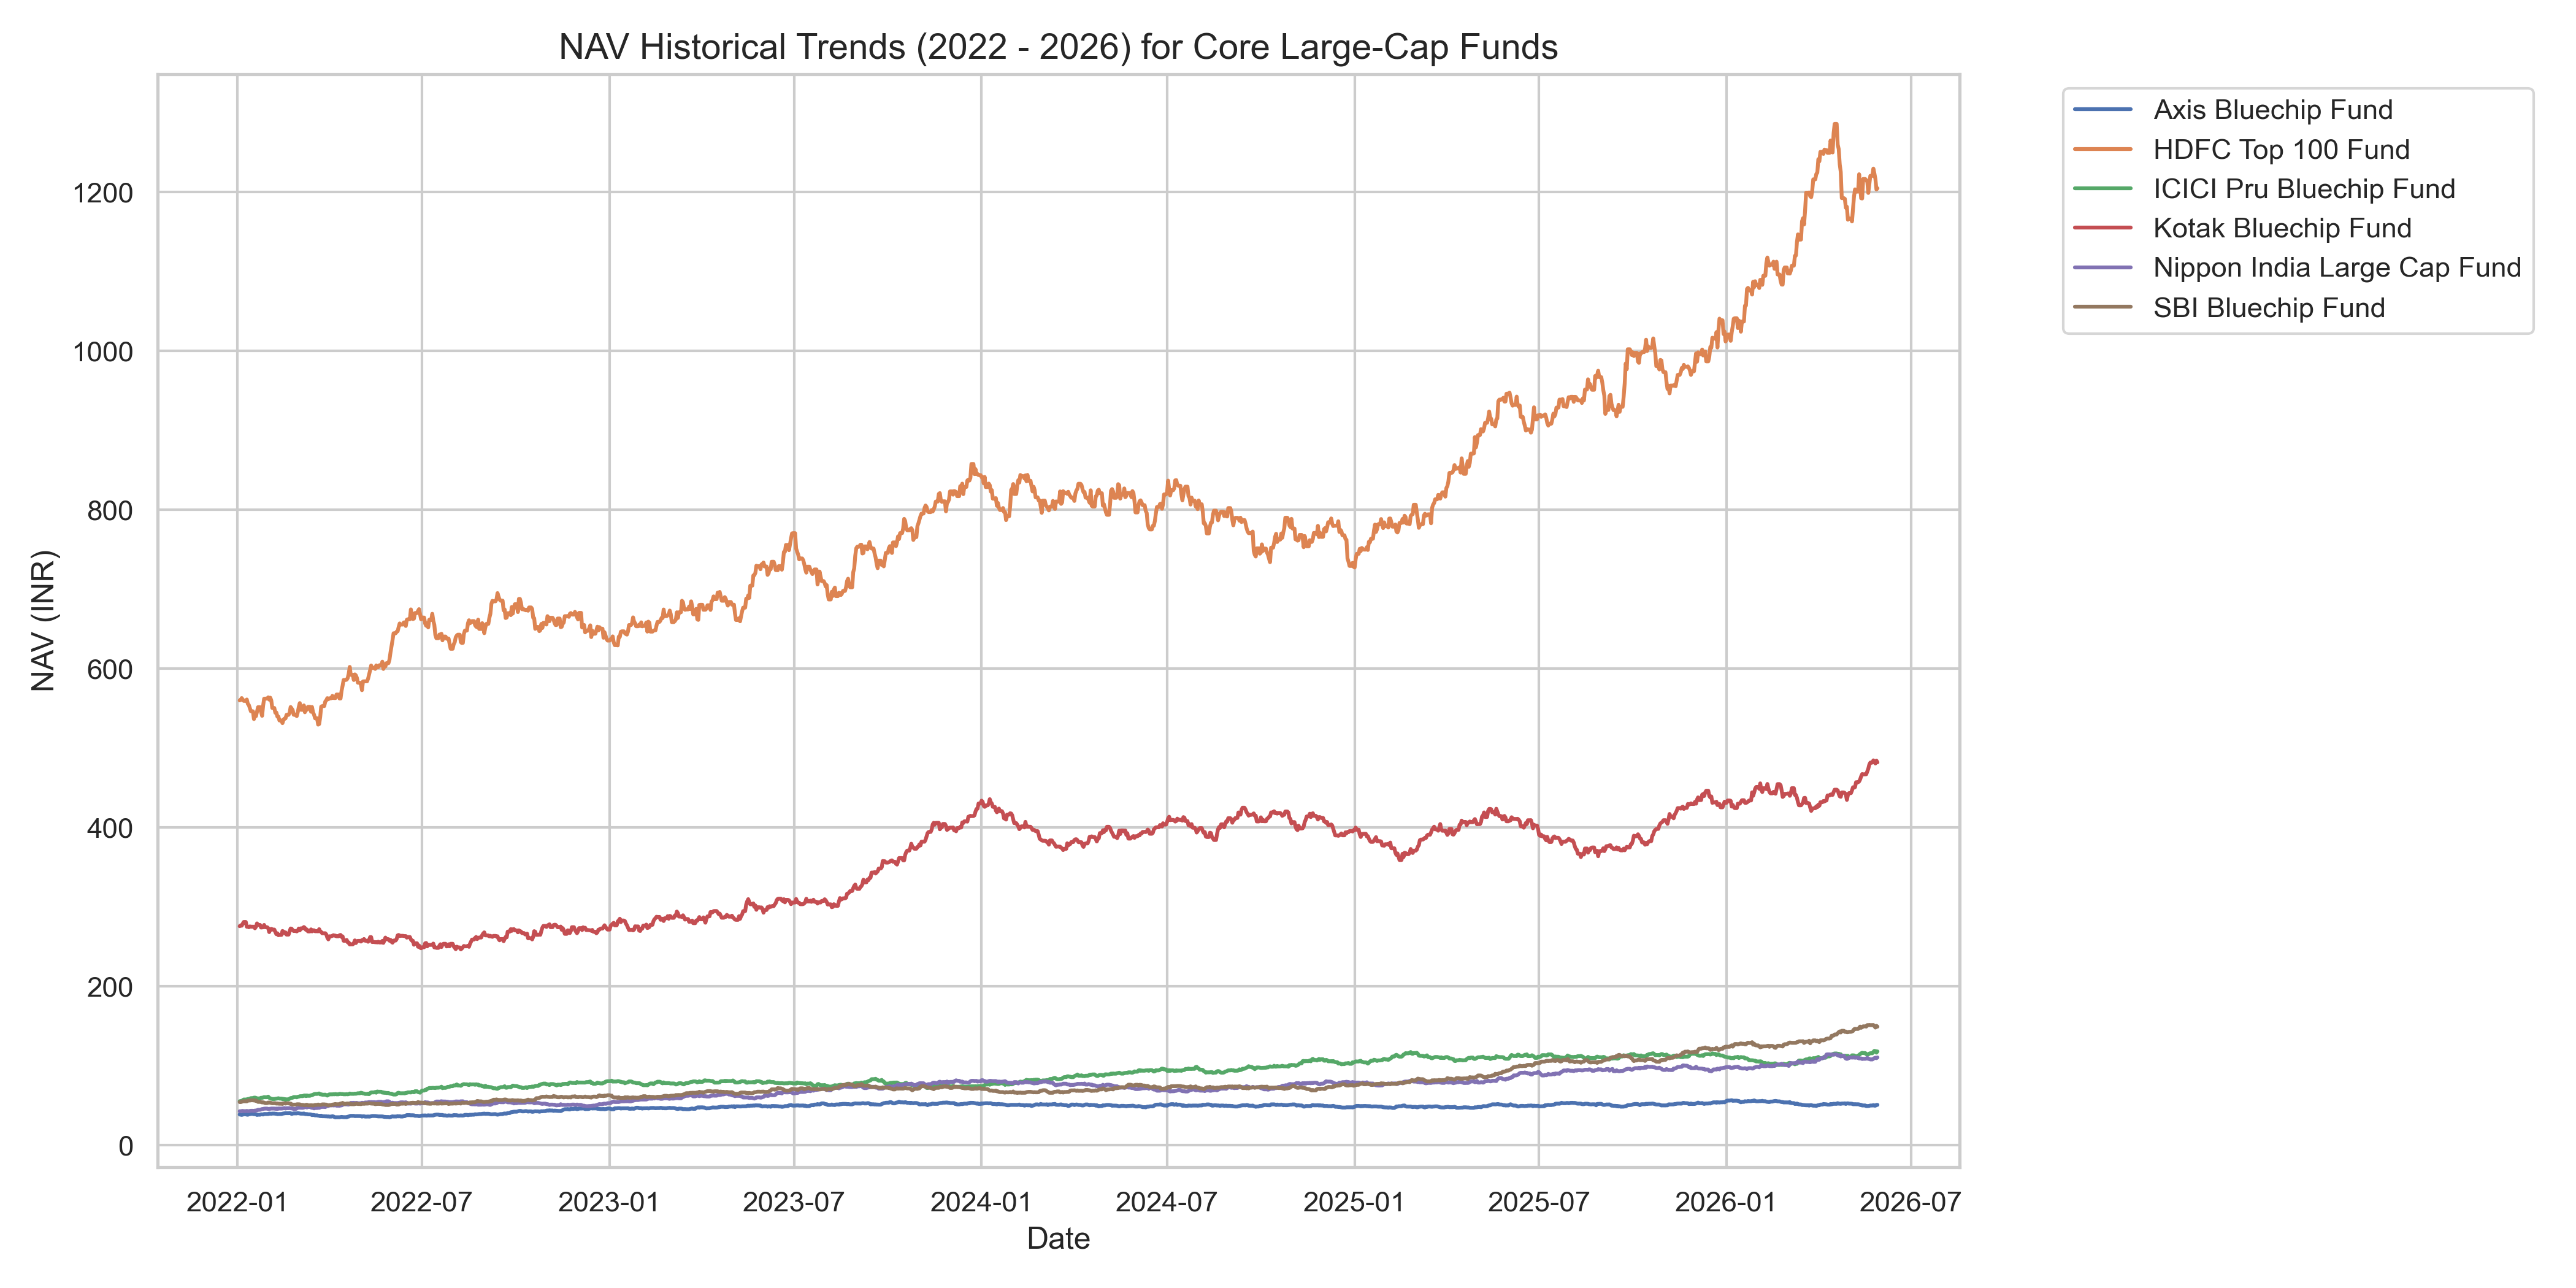 NAV Historical Trends (2022 - 2026) for Core Large-Cap Funds
Axis Bluechip Fund
HDFC Top 100 Fund
ICICI Pru Bluechip Fund
Kotak Bluechip Fund
Nippon India Large Cap Fund
SBI Bluechip Fund
NAV (INR)
1200
1000
800
600
400
200
0
2022-01 2022-07 2023-01 2023-07 2024-01 2024-07 2025-01 2025-07 2026-01 2026-07
Date